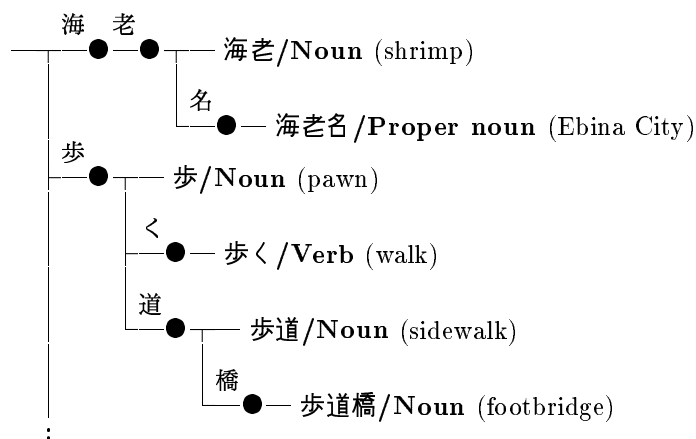 海 老
海老/Noun (shrimp)
名
海老名/Proper noun (Ebina City)
歩
歩/Noun (pawn)
く
歩く/Verb (walk)
道
歩道/Noun (sidewalk)
橋
歩道橋/Noun (footbridge)